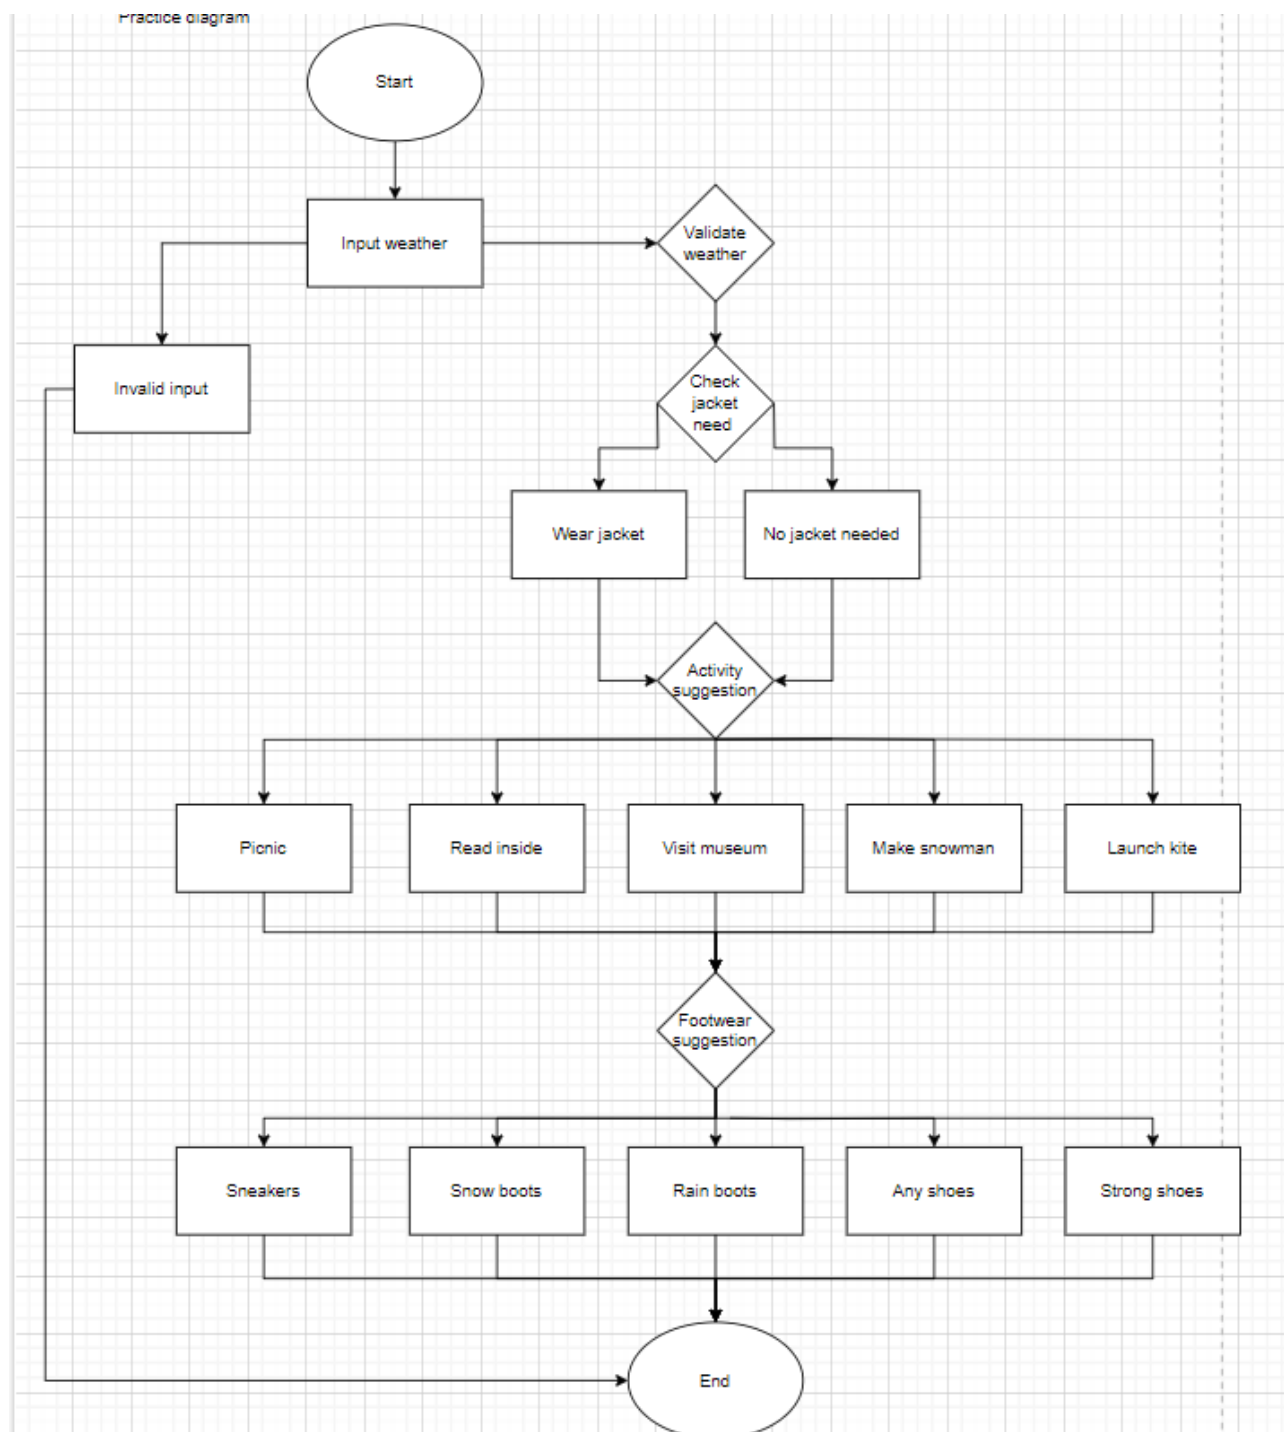 Practice diagram
Start
Input weather
Validate
weather
Invalid input
Check
jacket
need
Wear jacket
No jacket needed
Activity
suggestion
Picnic
Read inside
Visit museum
Make snowman
Launch kite
Footwear
suggestion
Sneakers
Snow boots
Rain boots
Any shoes
Strong shoes
End